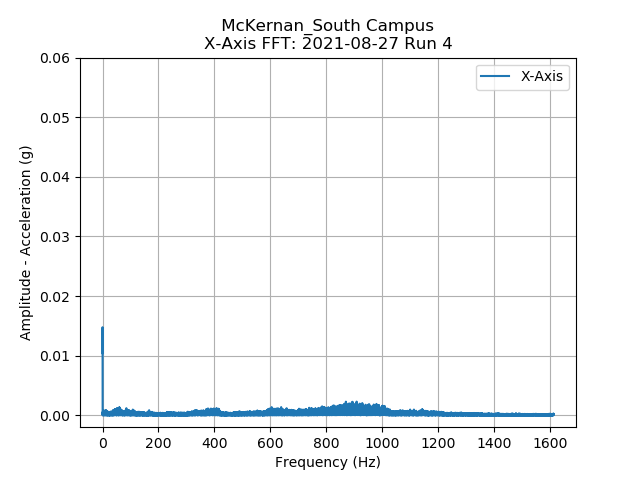 McKernan_South Campus
X-Axis FFT: 2021-08-27 Run 4
X-Axis
0.06
0.05
0.04
0.03
0.02
0.01
0.00
Amplitude - Acceleration (g)
0 200 400 600 800 1000 1200 1400 1600
Frequency (Hz)